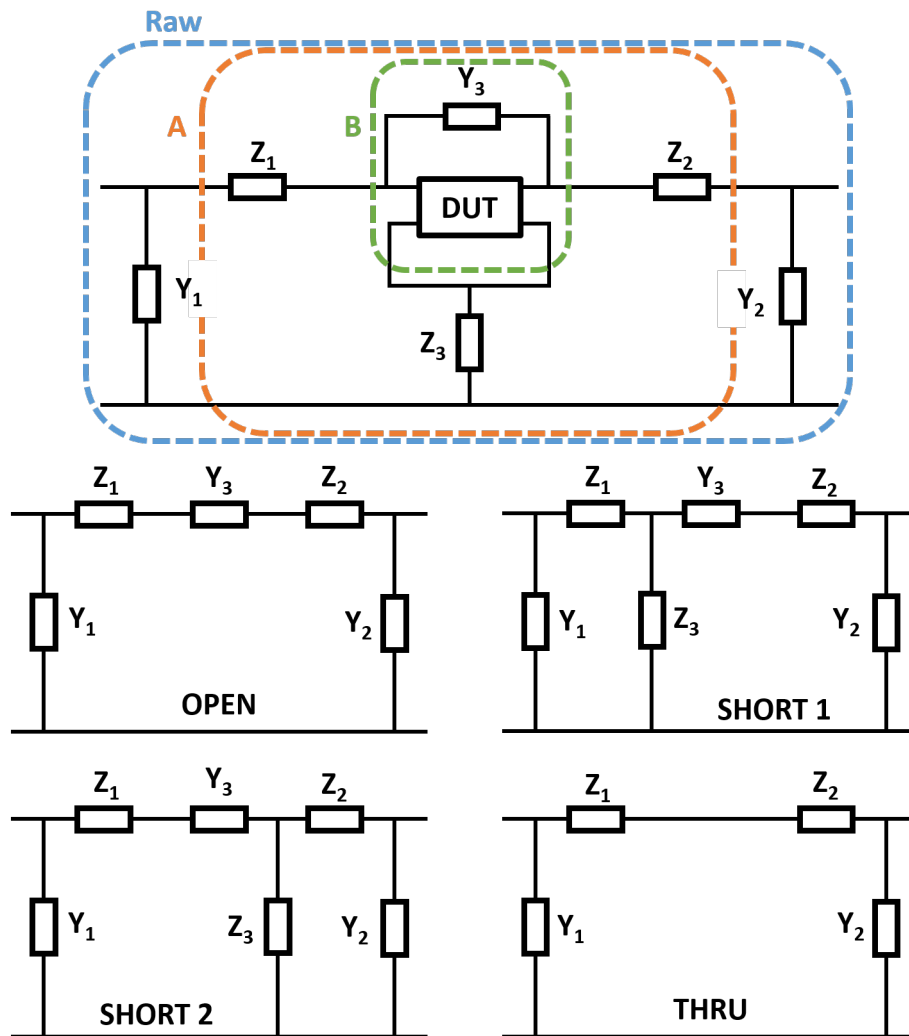 Raw
Y₃
A
B
Z₁
Z₂
DUT
Y₁
Y₂
Z₃
Z₁
Y₃
Z₂
Y₁
Y₂
OPEN
Z₁
Y₃
Z₂
Y₁
Z₃
Y₂
SHORT 1
Z₁
Y₃
Z₂
Y₁
Z₃
Y₂
SHORT 2
Z₁
Z₂
Y₁
Y₂
THRU